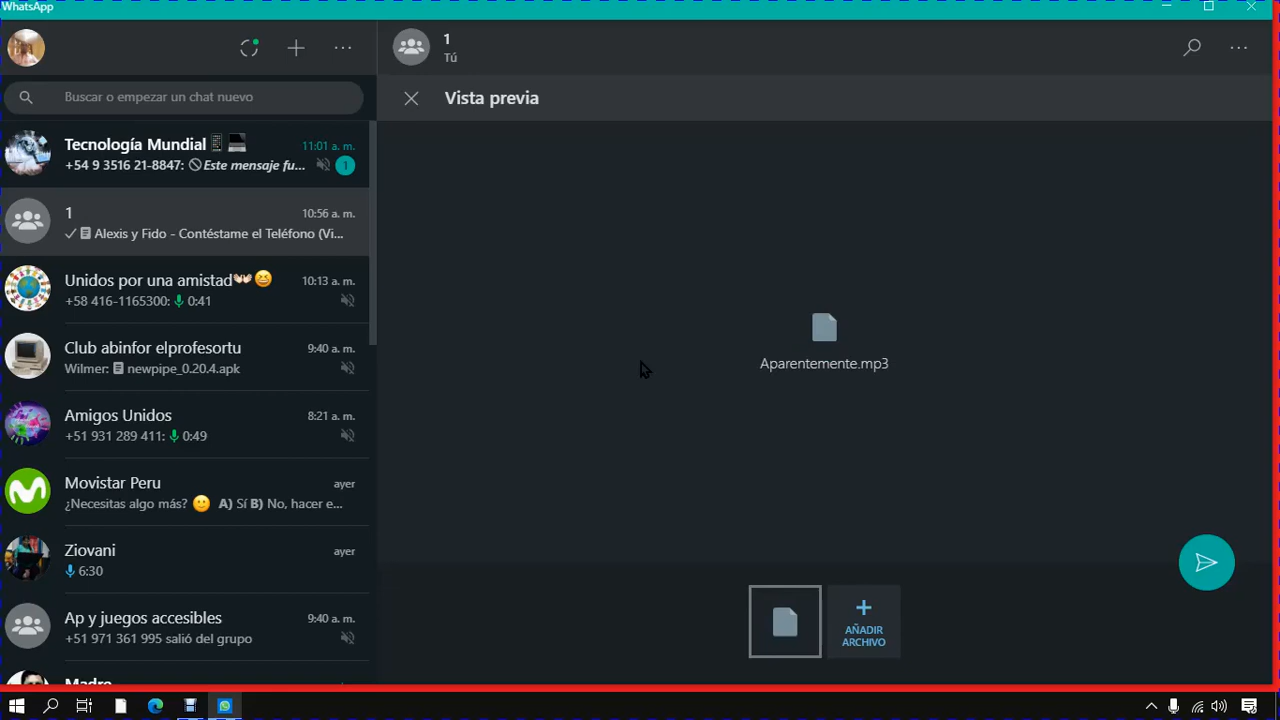 WhatsApp
1
Tú
Buscar o empezar un chat nuevo
Vista previa
Tecnología Mundial
11:01 a. m.
+54 9 3516 21-8847: Este mensaje fu...
1
1
10:56 a. m.
Alexis y Fido - Contéstame el Teléfono (Vi...
Unidos por una amistad
10:13 a. m.
+58 416-1165300: 0:41
Club abinfor elprofesortu
9:40 a. m.
Wilmer: newpipe_0.20.4.apk
Amigos Unidos
8:21 a. m.
+51 931 289 411: 0:49
Movistar Peru
ayer
¿Necesitas algo más? 🙂 A) Sí B) No, hacer e...
Ziovani
ayer
6:30
Ap y juegos accesibles
9:40 a. m.
+51 971 361 995 salió del grupo
Madre
Aparentemente.mp3
AÑADIR
ARCHIVO